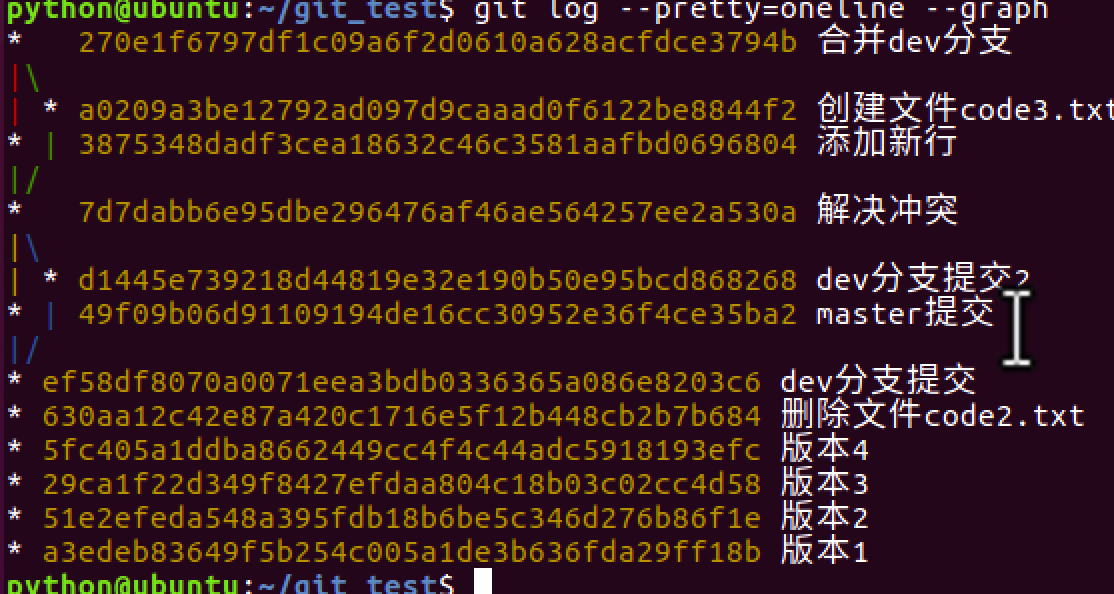 python@ubuntu:~/git_test$ git log --pretty=oneline --graph
*   270e1f6797df1c09a6f2d0610a628acfdce3794b 合并dev分支
|\
| * a0209a3be12792ad097d9caaad0f6122be8844f2 创建文件code3.txt
* | 3875348dadf3cea18632c46c3581aafbd0696804 添加新行
|/
*   7d7dabb6e95dbe296476af46ae564257ee2a530a 解决冲突
|\
| * d1445e739218d44819e32e190b50e95bcd868268 dev分支提交2
* | 49f09b06d91109194de16cc30952e36f4ce35ba2 master提交
|/
* ef58df8070a0071eea3bdb0336365a086e8203c6 dev分支提交
* 630aa12c42e87a420c1716e5f12b448cb2b7b684 删除文件code2.txt
* 5fc405a1ddba8662449cc4f4c44adc5918193efc 版本4
* 29ca1f22d349f8427efdaa804c18b03c02cc4d58 版本3
* 51e2efeda548a395fdb18b6be5c346d276b86f1e 版本2
* a3edeb83649f5b254c005a1de3b636fda29ff18b 版本1
python@ubuntu:~/git_test$